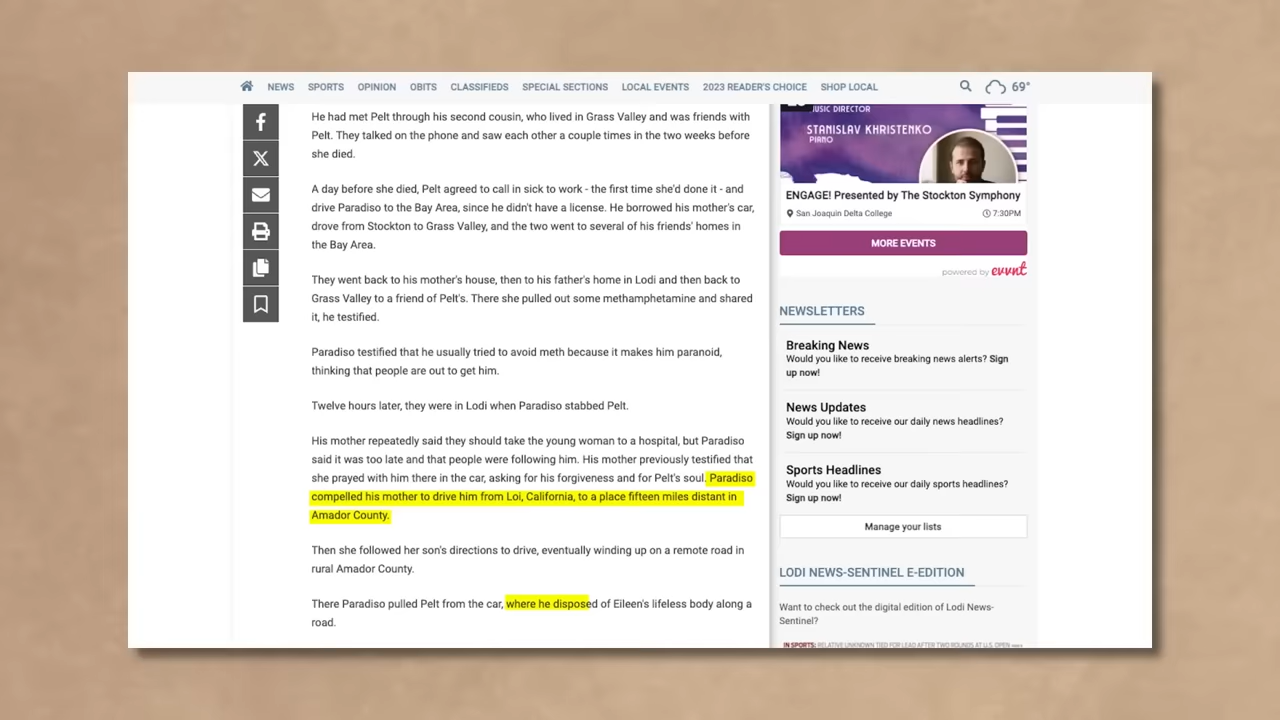 NEWS SPORTS OPINION OBITS CLASSIFIEDS SPECIAL SECTIONS LOCAL EVENTS 2023 READER'S CHOICE SHOP LOCAL 69°
He had met Pelt through his second cousin, who lived in Grass Valley and was friends with
Pelt. They talked on the phone and saw each other a couple times in the two weeks before
she died.
A day before she died, Pelt agreed to call in sick to work - the first time she'd done it - and
drive Paradiso to the Bay Area, since he didn't have a license. He borrowed his mother's car,
drove from Stockton to Grass Valley, and the two went to several of his friends' homes in
the Bay Area.
They went back to his mother's house, then to his father's home in Lodi and then back to
Grass Valley to a friend of Pelt's. There she pulled out some methamphetamine and shared
it, he testified.
Paradiso testified that he usually tried to avoid meth because it makes him paranoid,
thinking that people are out to get him.
Twelve hours later, they were in Lodi when Paradiso stabbed Pelt.
His mother repeatedly said they should take the young woman to a hospital, but Paradiso
said it was too late and that people were following him. His mother previously testified that
she prayed with him there in the car, asking for his forgiveness and for Pelt's soul. Paradiso
compelled his mother to drive him from Loi, California, to a place fifteen miles distant in
Amador County.
Then she followed her son's directions to drive, eventually winding up on a remote road in
rural Amador County.
There Paradiso pulled Pelt from the car, where he disposed of Eileen's lifeless body along a
road.
MUSIC DIRECTOR
STANISLAV KHRISTENKO
PIANO
ENGAGE! Presented by The Stockton Symphony
San Joaquin Delta College 7:30PM
MORE EVENTS
powered by evvnt
NEWSLETTERS
Breaking News
Would you like to receive breaking news alerts? Sign
up now!
News Updates
Would you like to receive our daily news headlines?
Sign up now!
Sports Headlines
Would you like to receive our daily sports headlines?
Sign up now!
Manage your lists
LODI NEWS-SENTINEL E-EDITION
Want to check out the digital edition of Lodi News-
Sentinel?
IN SPORTS: RELATIVE UNKNOWN TIED FOR LEAD AFTER TWO ROUNDS AT U.S. OPEN